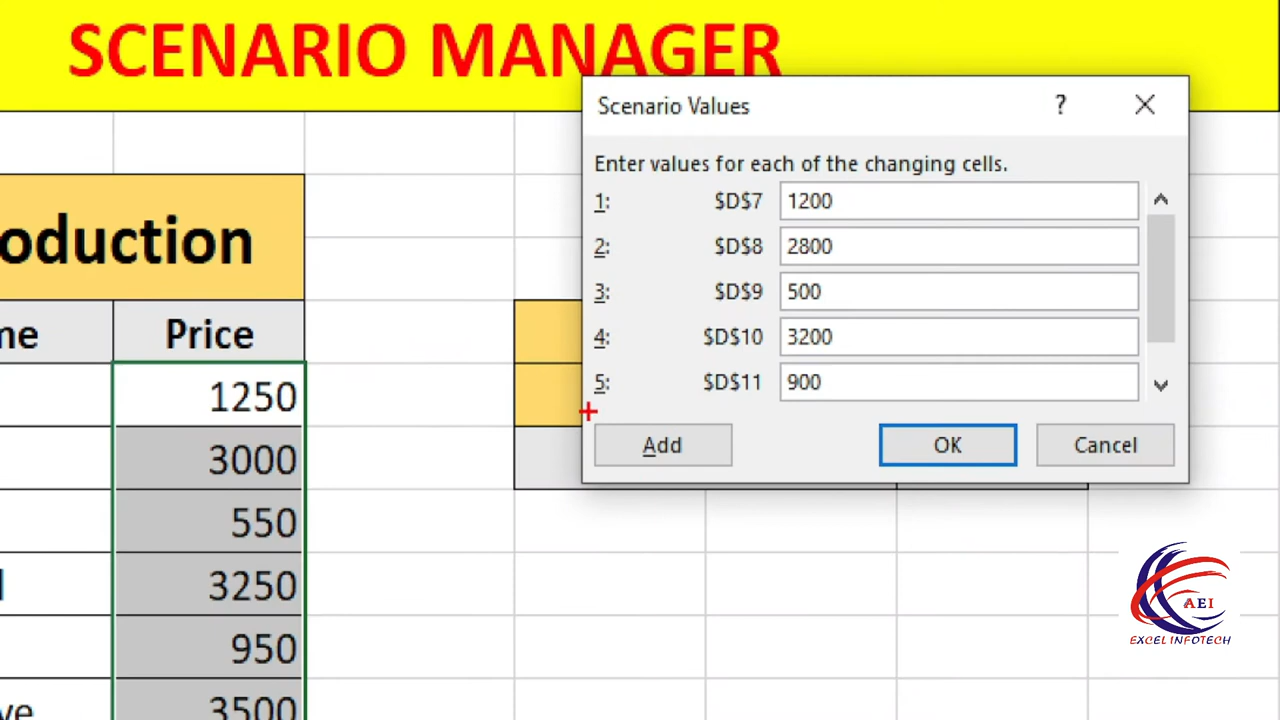 SCENARIO MANAGER
Scenario Values
?
Enter values for each of the changing cells.
1: $D$7 1200
2: $D$8 2800
3: $D$9 500
4: $D$10 3200
5: $D$11 900
Add OK Cancel
oduction
me Price
1250
3000
550
3250
950
ve 3500
AEI
EXCEL INFOTECH